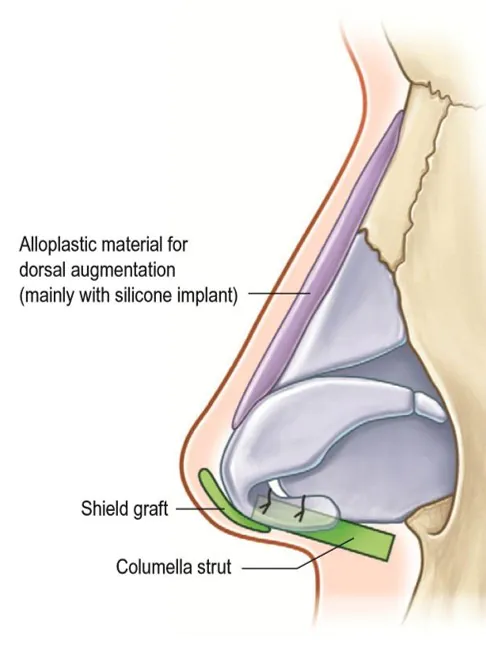 Alloplastic material for
dorsal augmentation
(mainly with silicone implant)
Shield graft
Columella strut